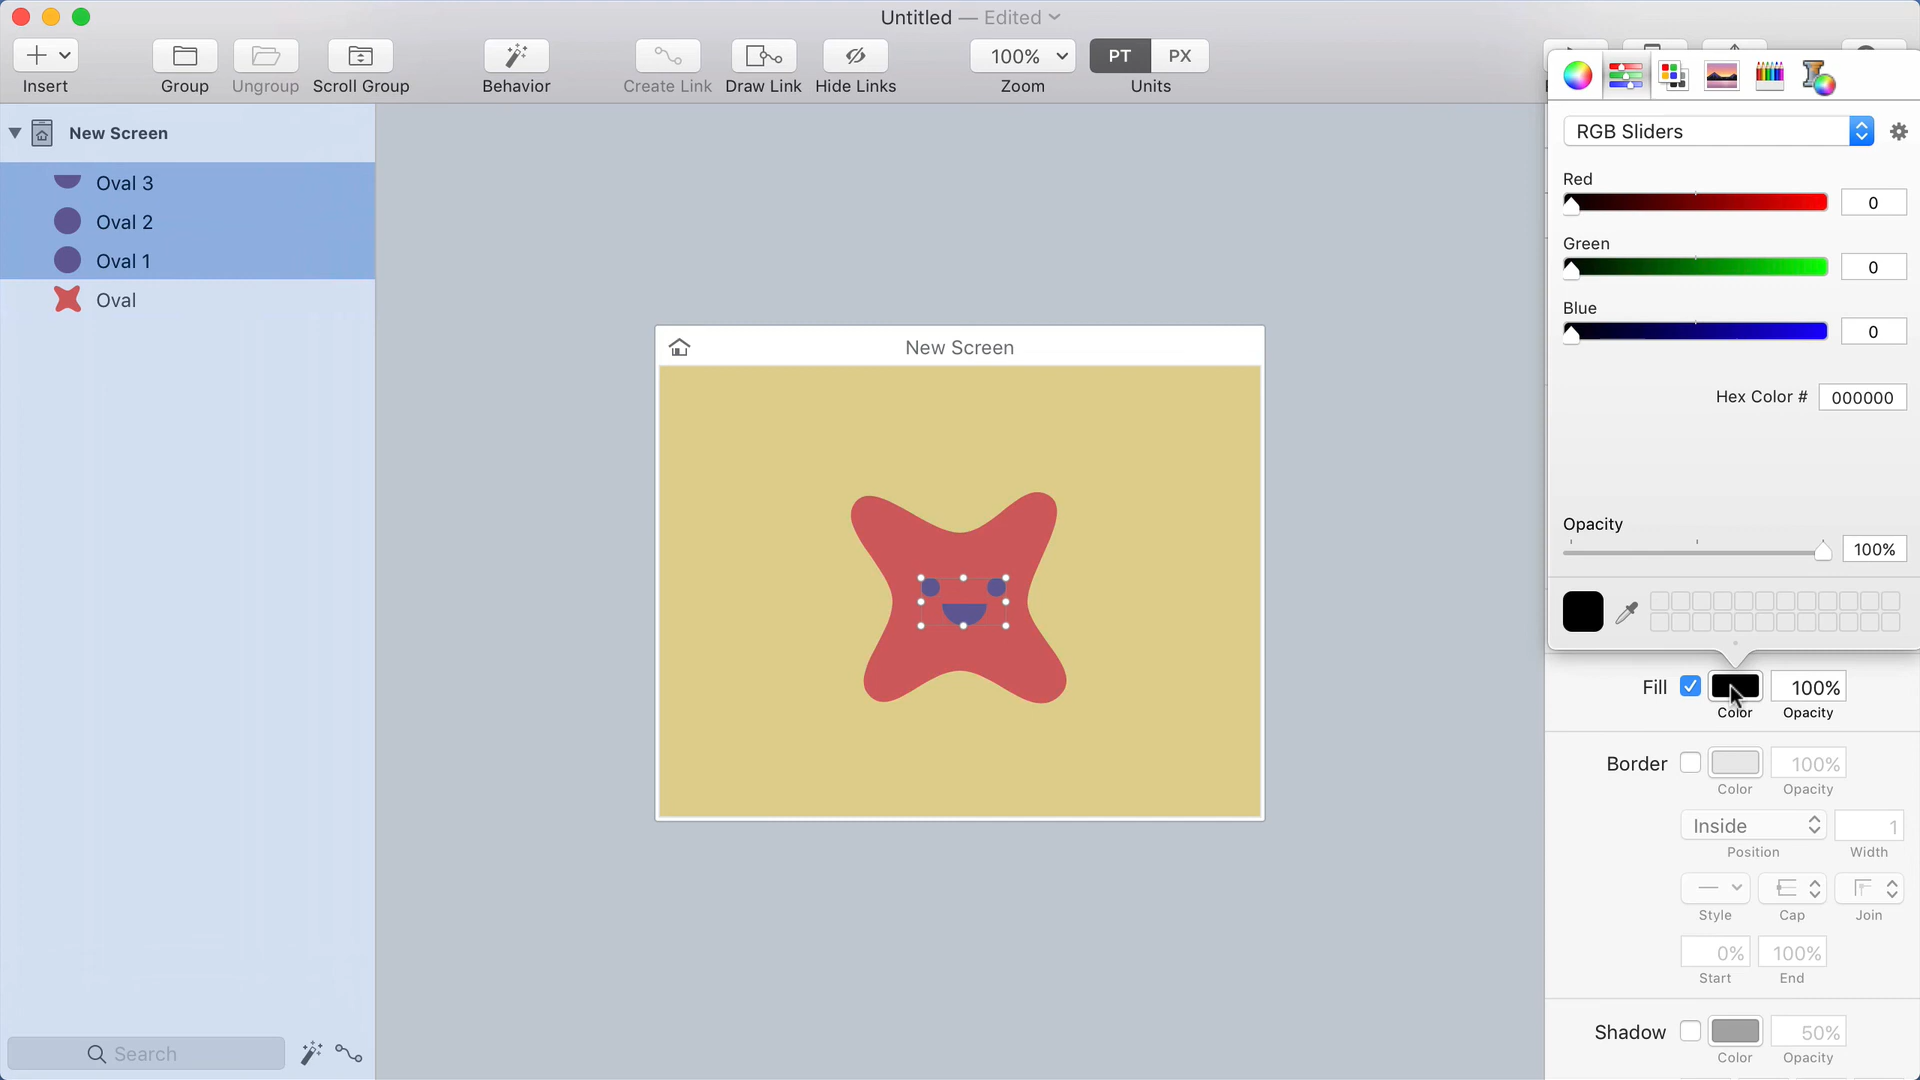 Untitled — Edited
Insert
Group
Ungroup
Scroll Group
Behavior
Create Link
Draw Link
Hide Links
100%
Zoom
PT
PX
Units
New Screen
Oval 3
Oval 2
Oval 1
Oval
Search
New Screen
RGB Sliders
Red
0
Green
0
Blue
0
Hex Color #
000000
Opacity
100%
Fill
100%
Color
Opacity
Border
100%
Color
Opacity
Inside
1
Position
Width
Style
Cap
Join
0%
100%
Start
End
Shadow
50%
Color
Opacity